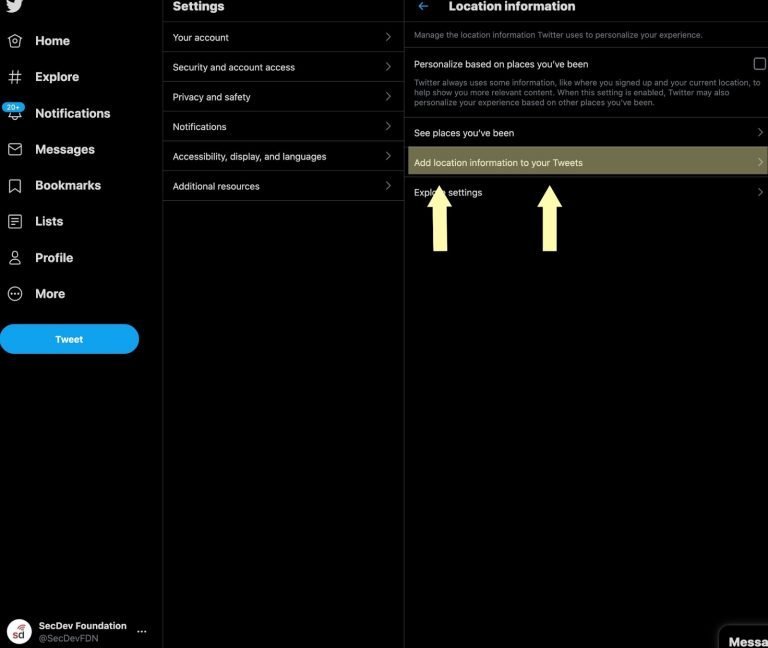 Home
Explore
20+
Notifications
Messages
Bookmarks
Lists
Profile
More
Tweet
SecDev Foundation
@SecDevFDN
sd
Settings
Your account
Security and account access
Privacy and safety
Notifications
Accessibility, display, and languages
Additional resources
Location information
Manage the location information Twitter uses to personalize your experience.
Personalize based on places you've been
Twitter always uses some information, like where you signed up and your current location, to
help show you more relevant content. When this setting is enabled, Twitter may also
personalize your experience based on other places you've been.
See places you've been
Add location information to your Tweets
Explore settings
Messa